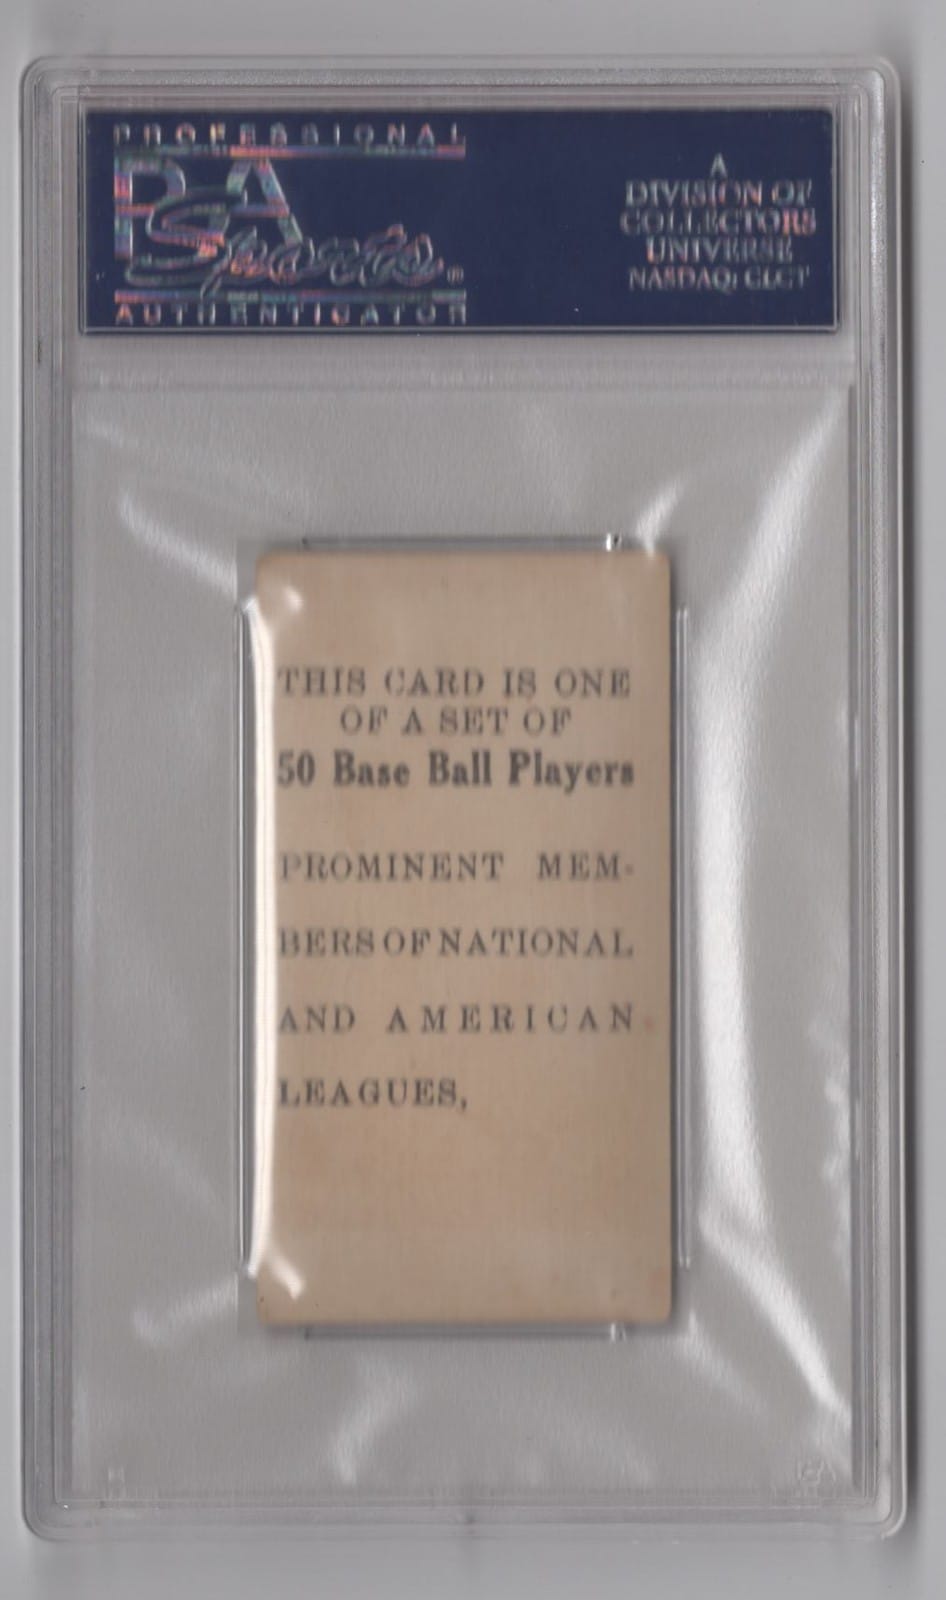 PROFESSIONAL
PSA
Sports®
AUTHENTICATOR
A
DIVISION OF
COLLECTORS
UNIVERSE
NASDAQ: CLCT
THIS CARD IS ONE
OF A SET OF
50 Base Ball Players
PROMINENT MEM-
BERS OF NATIONAL
AND AMERICAN
LEAGUES,